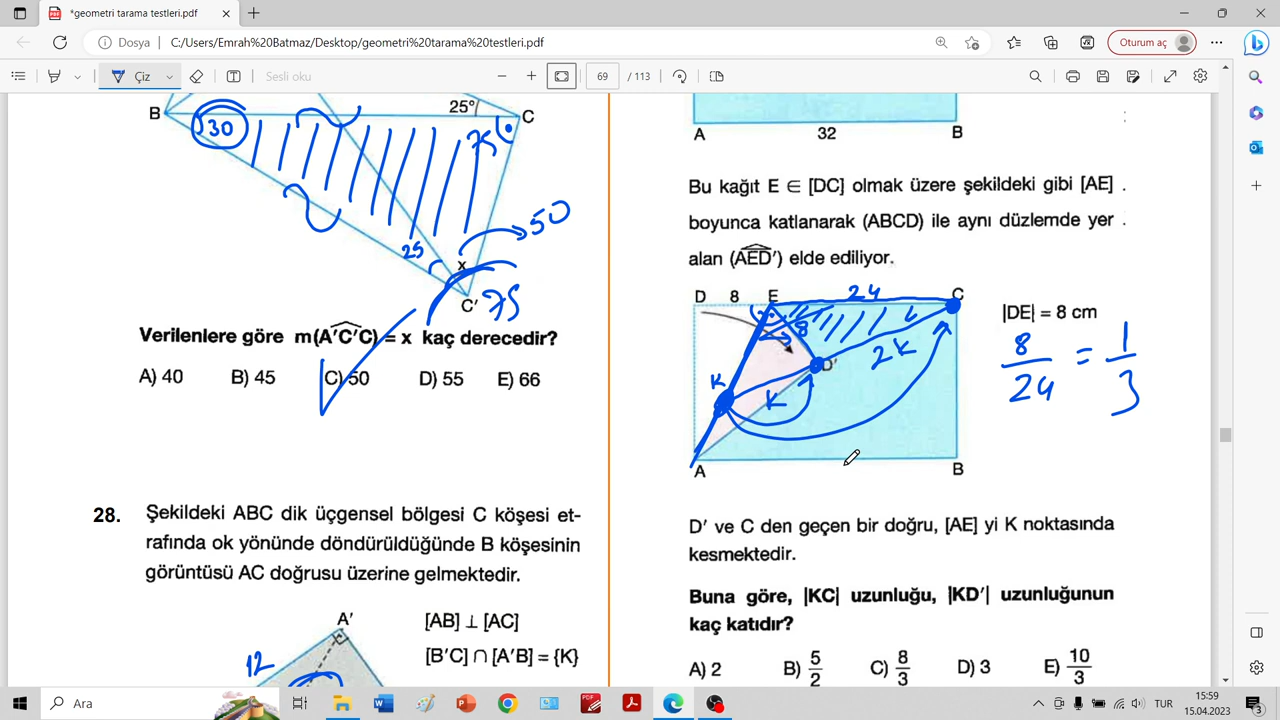 *geometri tarama testleri.pdf
Dosya
C:/Users/Emrah%20Batmaz/Desktop/geometri%20tarama%20testleri.pdf
Oturum aç
Çiz
Sesli oku
69 / 113
B
30
25°
C
75
25
x
50
C'
75
Verilenlere göre m(A'C'C) = x kaç derecedir?
A) 40 B) 45 C) 50 D) 55 E) 66
28. Şekildeki ABC dik üçgensel bölgesi C köşesi et-
rafında ok yönünde döndürüldüğünde B köşesinin
görüntüsü AC doğrusu üzerine gelmektedir.
A'
12
[AB] ⊥ [AC]
[B'C] ∩ [A'B] = {K}
A 32 B
Bu kağıt E ∈ [DC] olmak üzere şekildeki gibi [AE]
boyunca katlanarak (ABCD) ile aynı düzlemde yer
alan (AED') elde ediliyor.
D 8 E 24 C
|DE| = 8 cm
8/24 = 1/3
8
2K
D'
K
K
A B
D' ve C den geçen bir doğru, [AE] yi K noktasında
kesmektedir.
Buna göre, |KC| uzunluğu, |KD'| uzunluğunun
kaç katıdır?
A) 2 B) 5/2 C) 8/3 D) 3 E) 10/3
Ara
TUR
15:59
15.04.2023
3